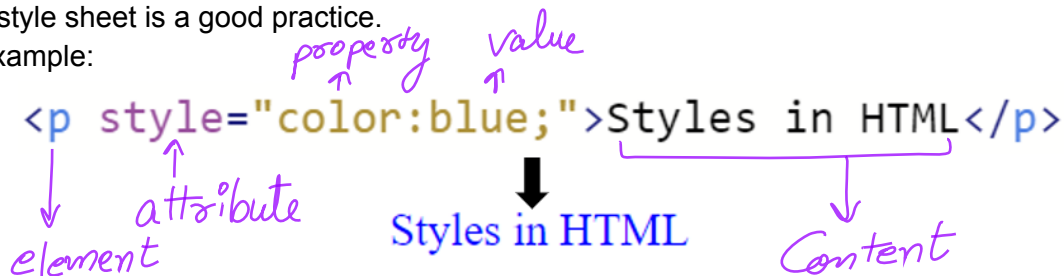 style sheet is a good practice.
xample:
property value
<p style="color:blue;">Styles in HTML</p>
attribute
Styles in HTML
element
Content